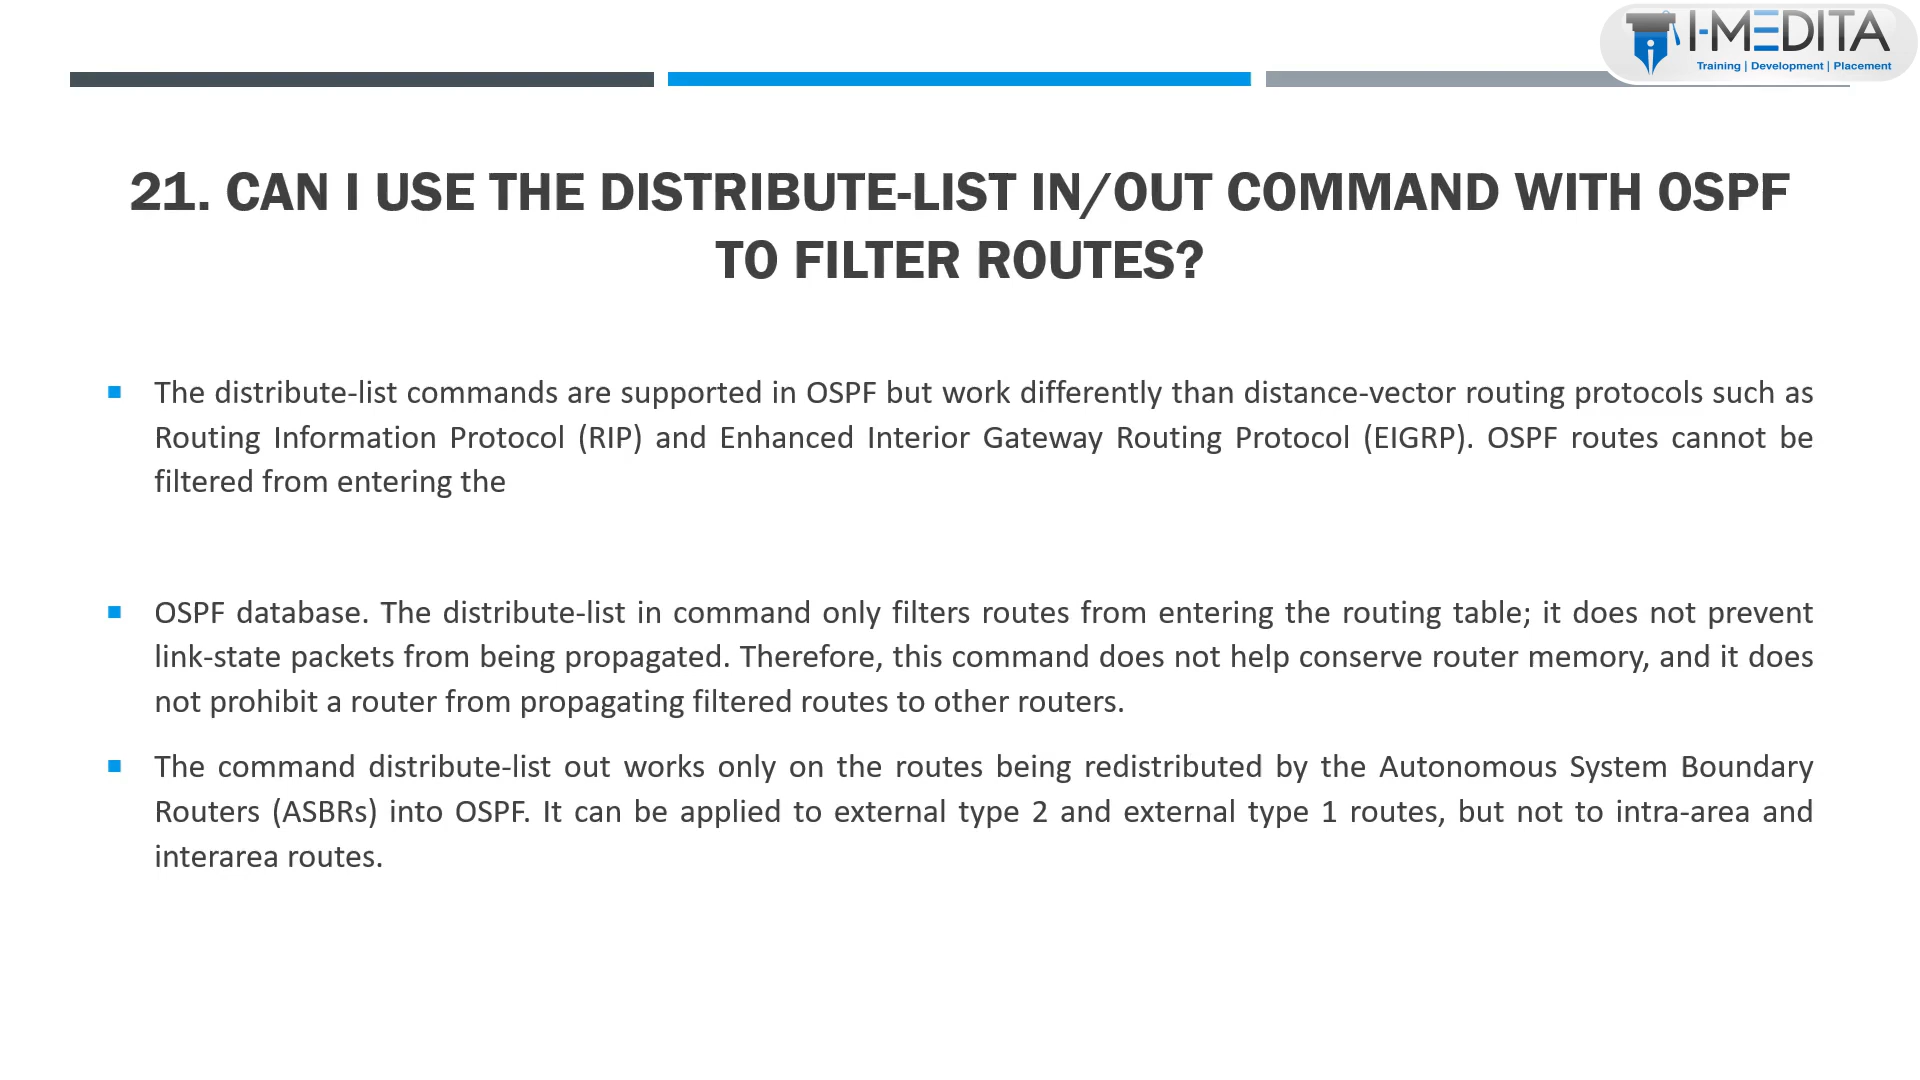 I-MEDITA
Training | Development | Placement
21. CAN I USE THE DISTRIBUTE-LIST IN/OUT COMMAND WITH OSPF
TO FILTER ROUTES?
The distribute-list commands are supported in OSPF but work differently than distance-vector routing protocols such as
Routing Information Protocol (RIP) and Enhanced Interior Gateway Routing Protocol (EIGRP). OSPF routes cannot be
filtered from entering the
OSPF database. The distribute-list in command only filters routes from entering the routing table; it does not prevent
link-state packets from being propagated. Therefore, this command does not help conserve router memory, and it does
not prohibit a router from propagating filtered routes to other routers.
The command distribute-list out works only on the routes being redistributed by the Autonomous System Boundary
Routers (ASBRs) into OSPF. It can be applied to external type 2 and external type 1 routes, but not to intra-area and
interarea routes.